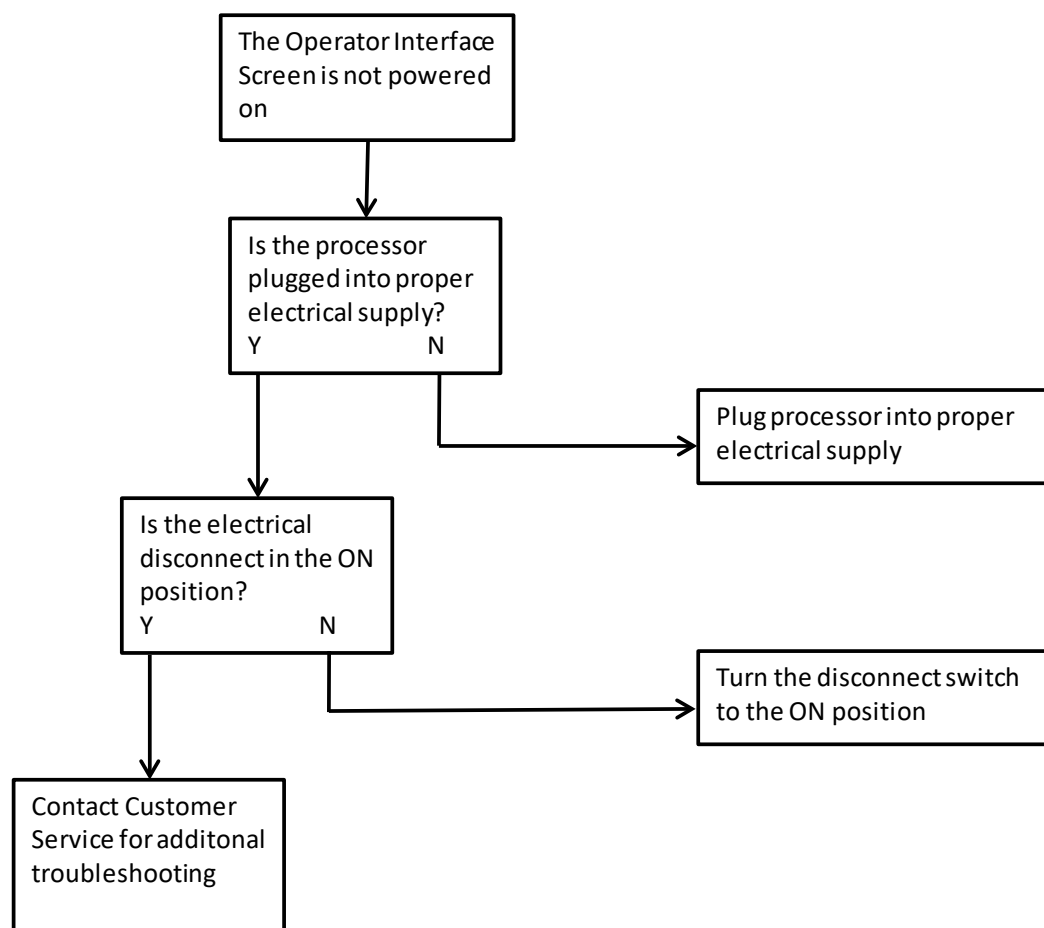 The Operator Interface
Screen is not powered
on
Is the processor
plugged into proper
electrical supply?
Y N
Plug processor into proper
electrical supply
Is the electrical
disconnect in the ON
position?
Y N
Turn the disconnect switch
to the ON position
Contact Customer
Service for additonal
troubleshooting